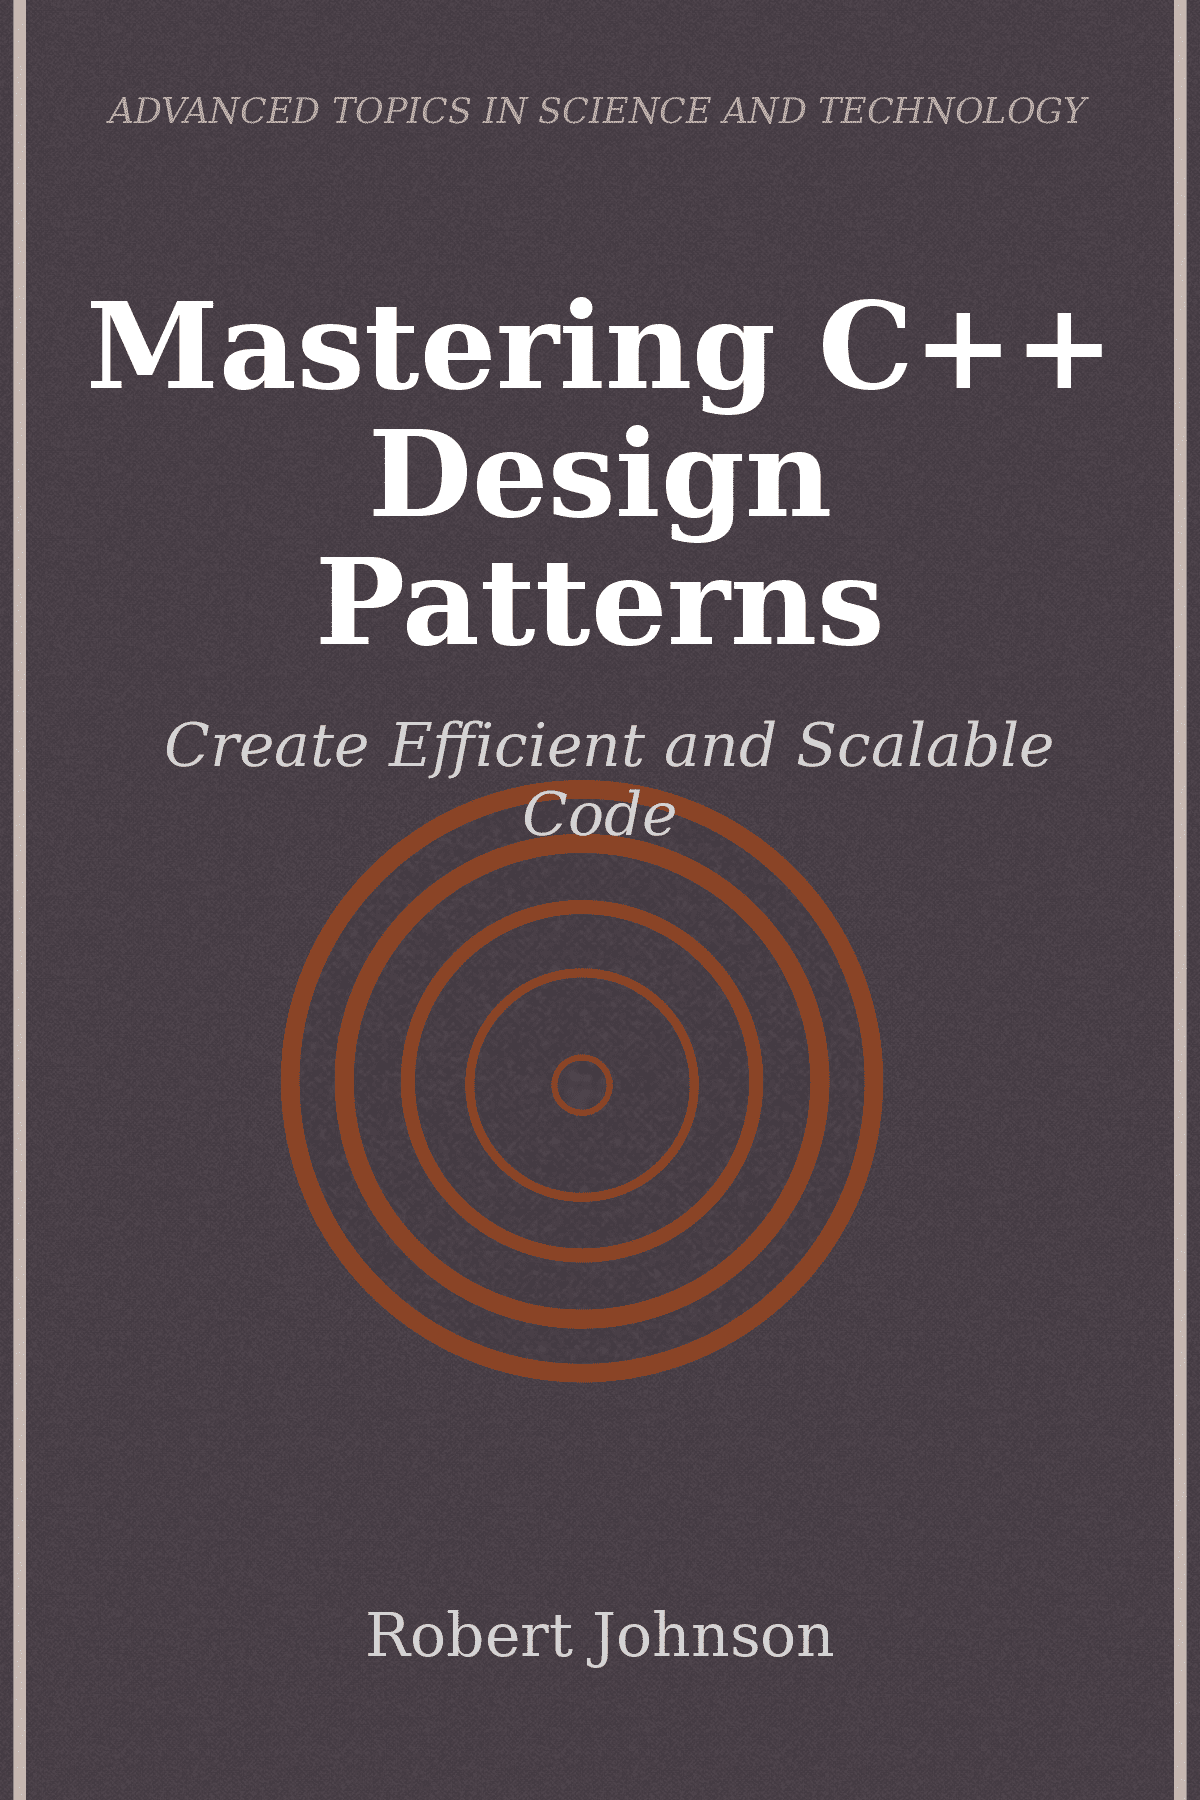 ADVANCED TOPICS IN SCIENCE AND TECHNOLOGY
Mastering C++
Design
Patterns
Create Efficient and Scalable
Code
Robert Johnson